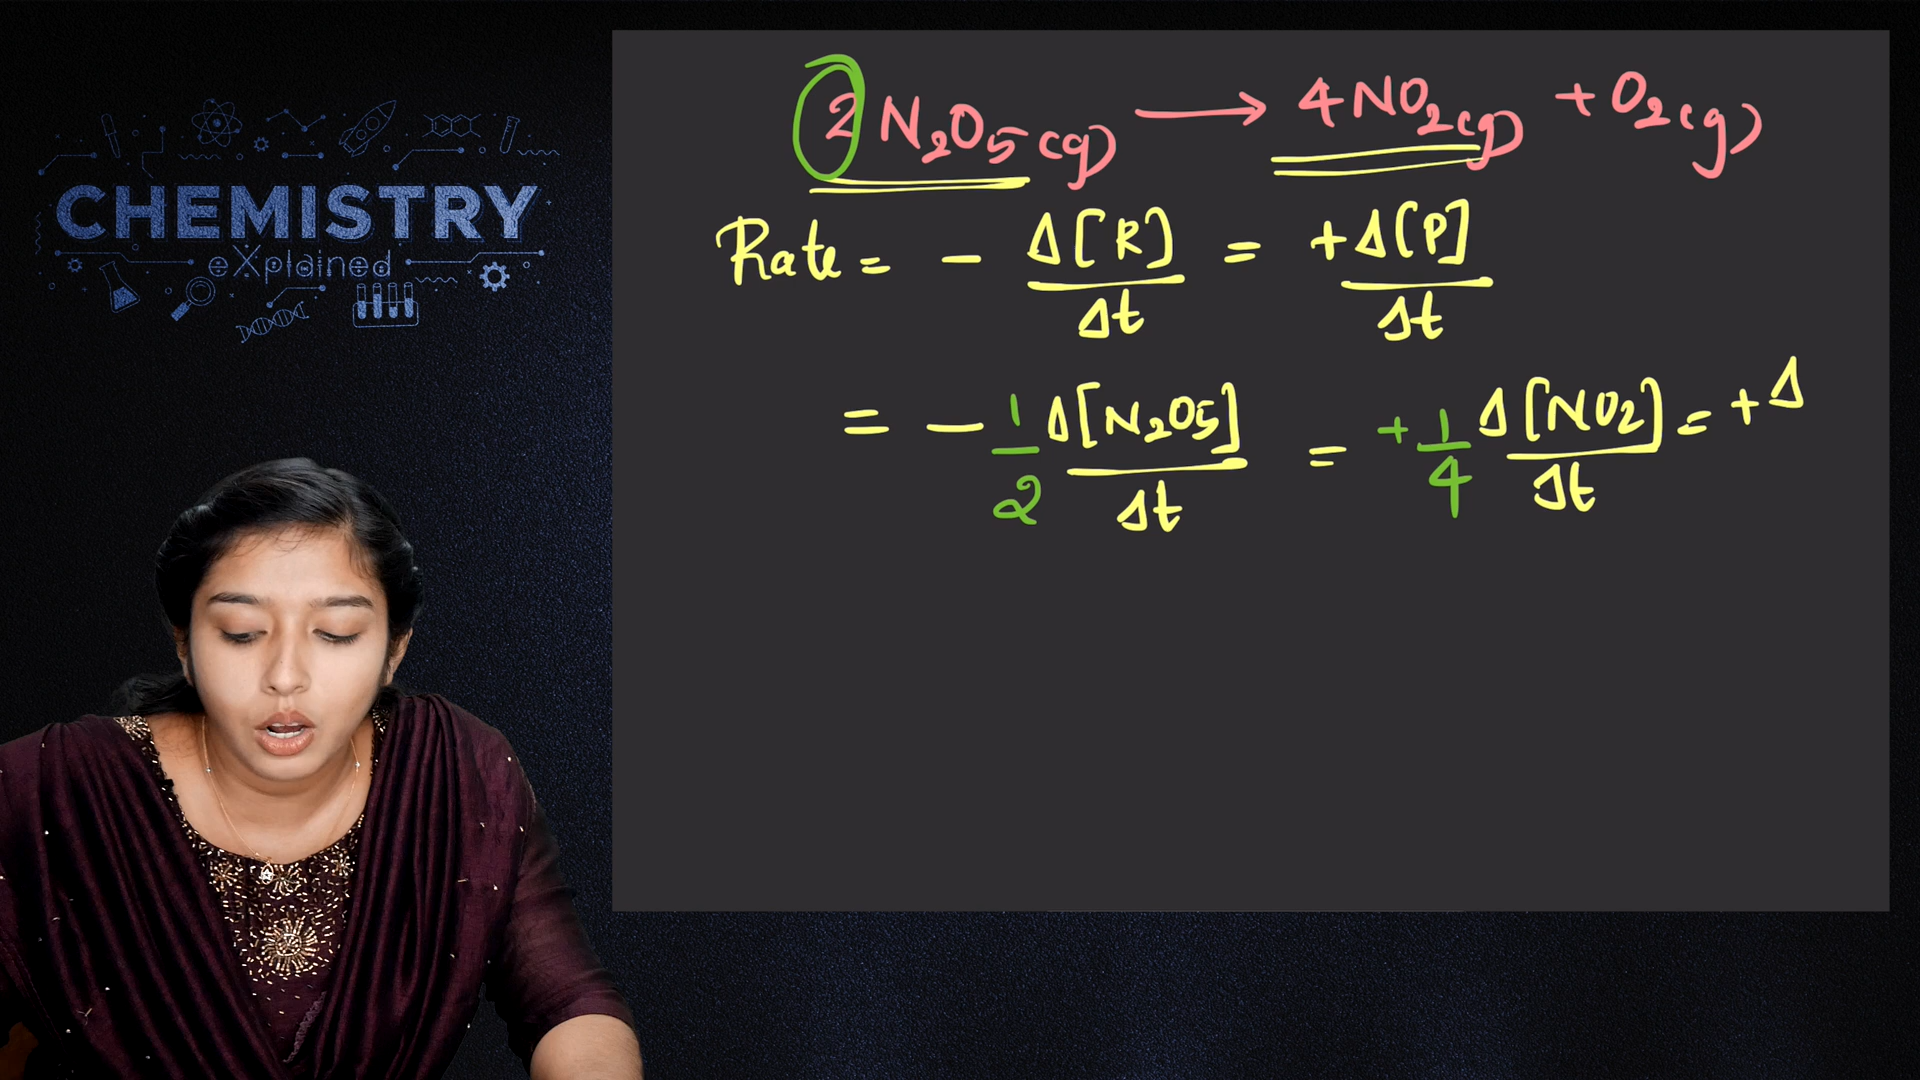 CHEMISTRY
eXplained
2N₂O₅(g) ⟶ 4NO₂(g) + O₂(g)
Rate = - Δ[R]/Δt = +Δ[P]/Δt
= - 1/2 Δ[N₂O₅]/Δt = +1/4 Δ[NO₂]/Δt = +Δ